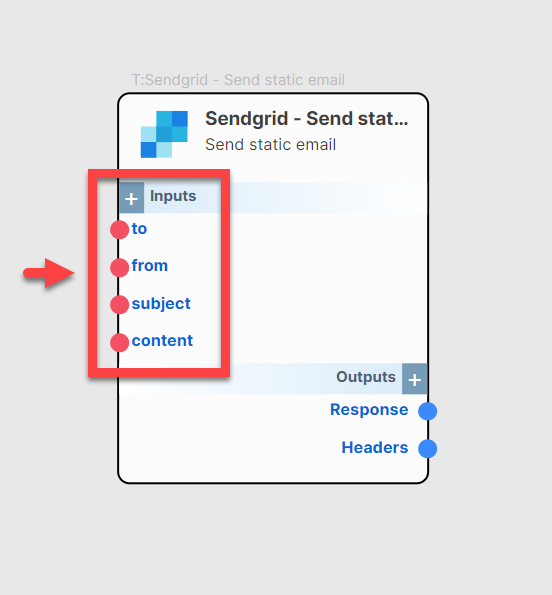 T:Sendgrid - Send static email
Sendgrid - Send stat...
Send static email
+ Inputs
to
from
subject
content
Outputs +
Response
Headers